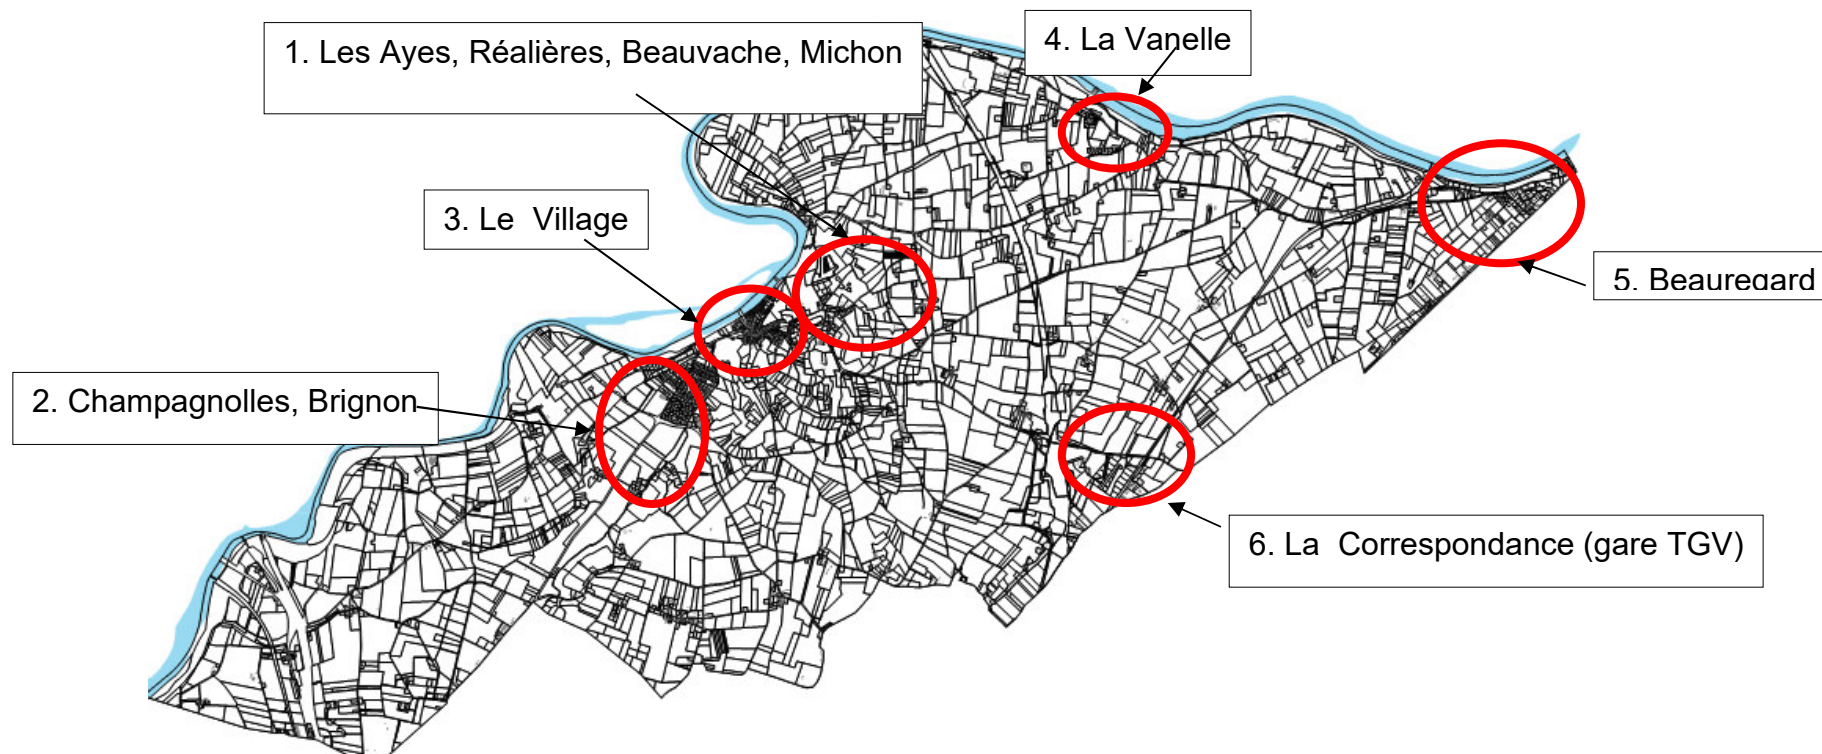 1. Les Ayes, Réalières, Beauvache, Michon
4. La Vanelle
3. Le Village
5. Beauregard
2. Champagnolles, Brignon
6. La Correspondance (gare TGV)